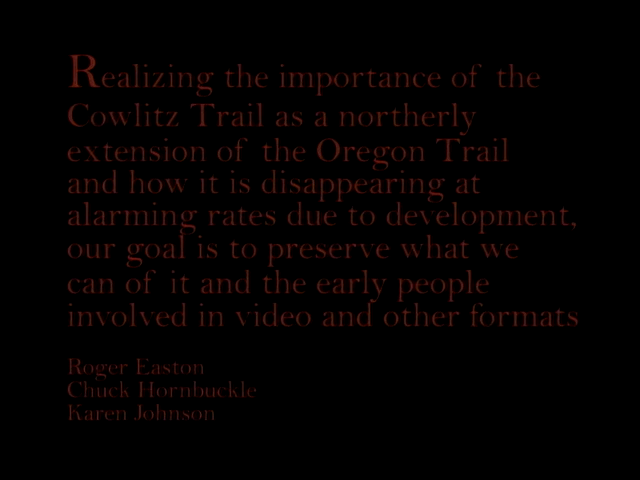 Realizing the importance of the
Cowlitz Trail as a northerly
extension of the Oregon Trail
and how it is disappearing at
alarming rates due to development,
our goal is to preserve what we
can of it and the early people
involved in video and other formats
Roger Easton
Chuck Hornbuckle
Karen Johnson